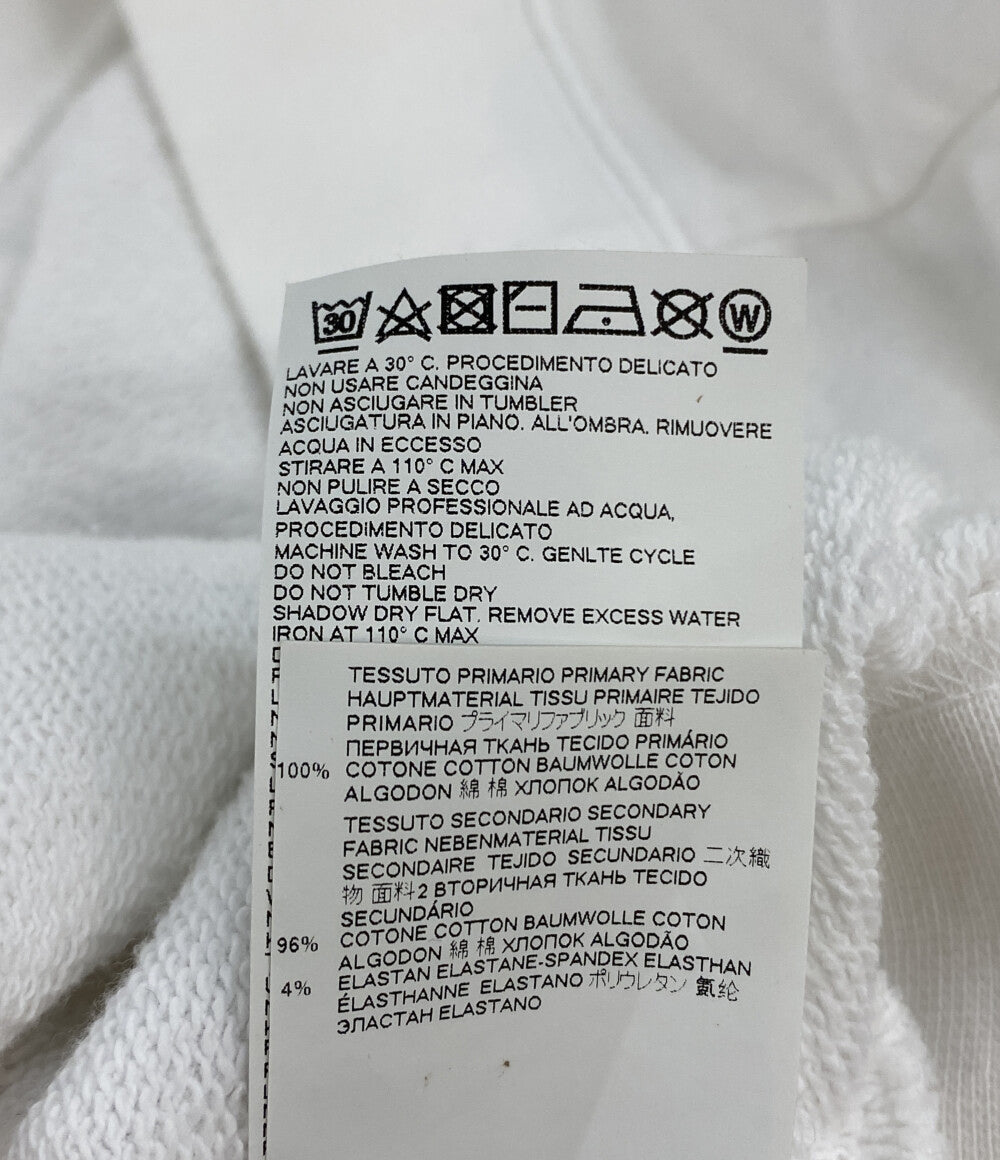 30 W
LAVARE A 30° C. PROCEDIMENTO DELICATO
NON USARE CANDEGGINA
NON ASCIUGARE IN TUMBLER
ASCIUGATURA IN PIANO. ALL'OMBRA. RIMUOVERE
ACQUA IN ECCESSO
STIRARE A 110° C MAX
NON PULIRE A SECCO
LAVAGGIO PROFESSIONALE AD ACQUA,
PROCEDIMENTO DELICATO
MACHINE WASH TO 30° C. GENLTE CYCLE
DO NOT BLEACH
DO NOT TUMBLE DRY
SHADOW DRY FLAT. REMOVE EXCESS WATER
IRON AT 110° C MAX
TESSUTO PRIMARIO PRIMARY FABRIC
HAUPTMATERIAL TISSU PRIMAIRE TEJIDO
PRIMARIO プライマリファブリック 面料
ПЕРВИЧНАЯ ТКАНЬ TECIDO PRIMÁRIO
100% COTONE COTTON BAUMWOLLE COTON
ALGODON 綿 棉 ХЛОПОК ALGODÃO
TESSUTO SECONDARIO SECONDARY
FABRIC NEBENMATERIAL TISSU
SECONDAIRE TEJIDO SECUNDARIO 二次織
物 面料2 ВТОРИЧНАЯ ТКАНЬ TECIDO
SECUNDÁRIO
96% COTONE COTTON BAUMWOLLE COTON
ALGODON 綿 棉 ХЛОПОК ALGODÃO
4% ELASTAN ELASTANE-SPANDEX ELASTHAN
ÉLASTHANNE ELASTANO ポリウレタン 氨纶
ЭЛАСТАН ELASTANO